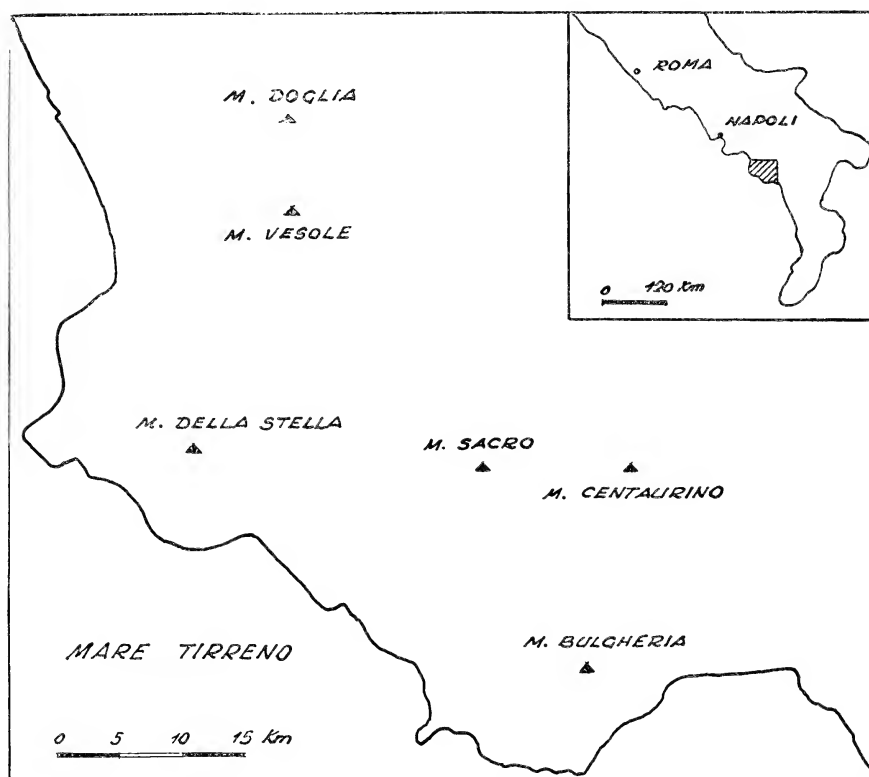 M. DOGLIA
M. VESOLE
M. DELLA STELLA
M. SACRO
M. CENTAURINO
M. BULGHERIA
MARE TIRRENO
0 5 10 15 Km
ROMA
NAPOLI
0 120 Km